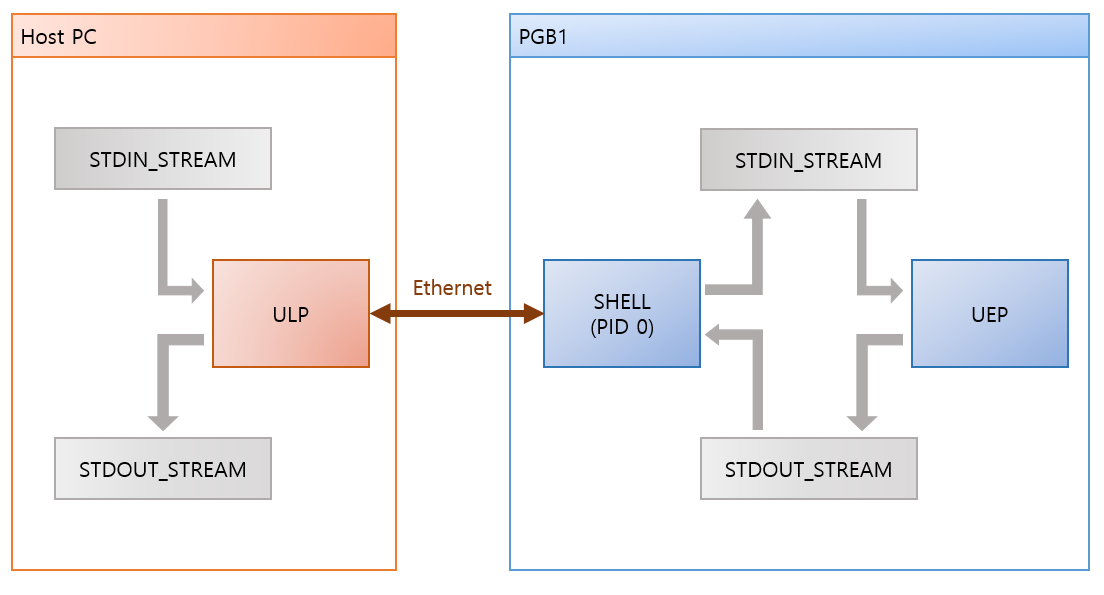 Host PC
STDIN_STREAM
ULP
STDOUT_STREAM
Ethernet
PGB1
STDIN_STREAM
SHELL
(PID 0)
UEP
STDOUT_STREAM